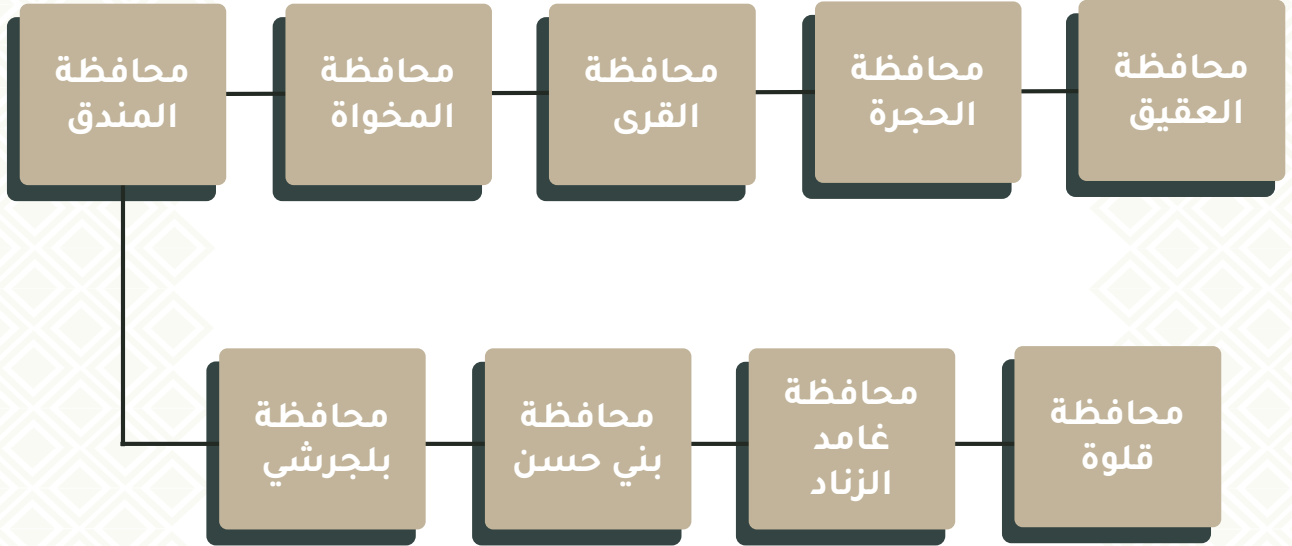 محافظة
العقيق
محافظة
الحجرة
محافظة
القرى
محافظة
المخواة
محافظة
المندق
محافظة
بلجرشي
محافظة
بني حسن
محافظة
غامد
الزناد
محافظة
قلوة